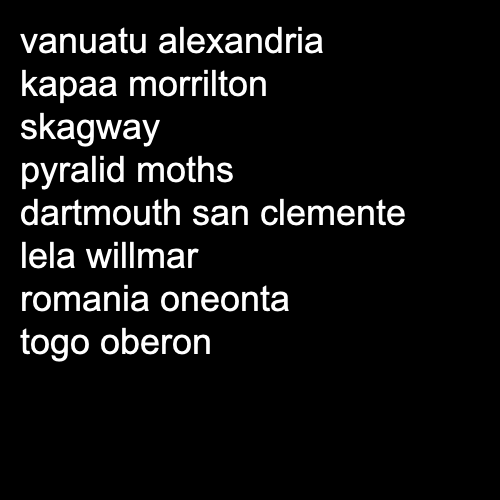 vanuatu alexandria
kapaa morrilton
skagway
pyralid moths
dartmouth san clemente
lela willmar
romania oneonta
togo oberon